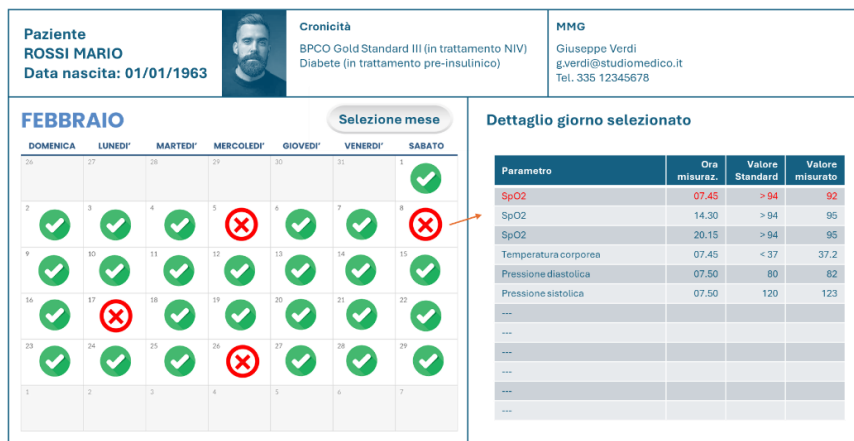 Paziente
ROSSI MARIO
Data nascita: 01/01/1963
Cronicità
BPCO Gold Standard III (in trattamento NIV)
Diabete (in trattamento pre-insulinico)
MMG
Giuseppe Verdi
g.verdi@studiomedico.it
Tel. 335 12345678
FEBBRAIO
Selezione mese
DOMENICA LUNEDI' MARTEDI' MERCOLEDI' GIOVEDI' VENERDI' SABATO
26 27 28 29 30 31 1
2 3 4 5 6 7 8
9 10 11 12 13 14 15
16 17 18 19 20 21 22
23 24 25 26 27 28 29
1 2 3 4 5 6 7
Dettaglio giorno selezionato
Parametro Ora misuraz. Valore Standard Valore misurato
SpO2 07.45 > 94 92
SpO2 14.30 > 94 95
SpO2 20.15 > 94 95
Temperatura corporea 07.45 < 37 37.2
Pressione diastolica 07.50 80 82
Pressione sistolica 07.50 120 123
---
---
---
---
---
---